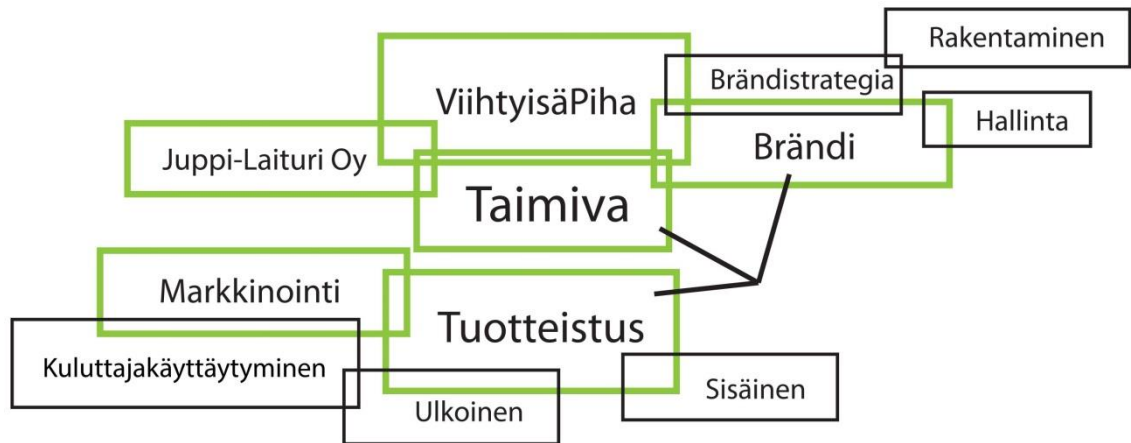 Rakentaminen
Brändistrategia
ViihtyisäPiha
Hallinta
Brändi
Juppi-Laituri Oy
Taimiva
Markkinointi
Tuotteistus
Kuluttajakäyttäytyminen
Sisäinen
Ulkoinen